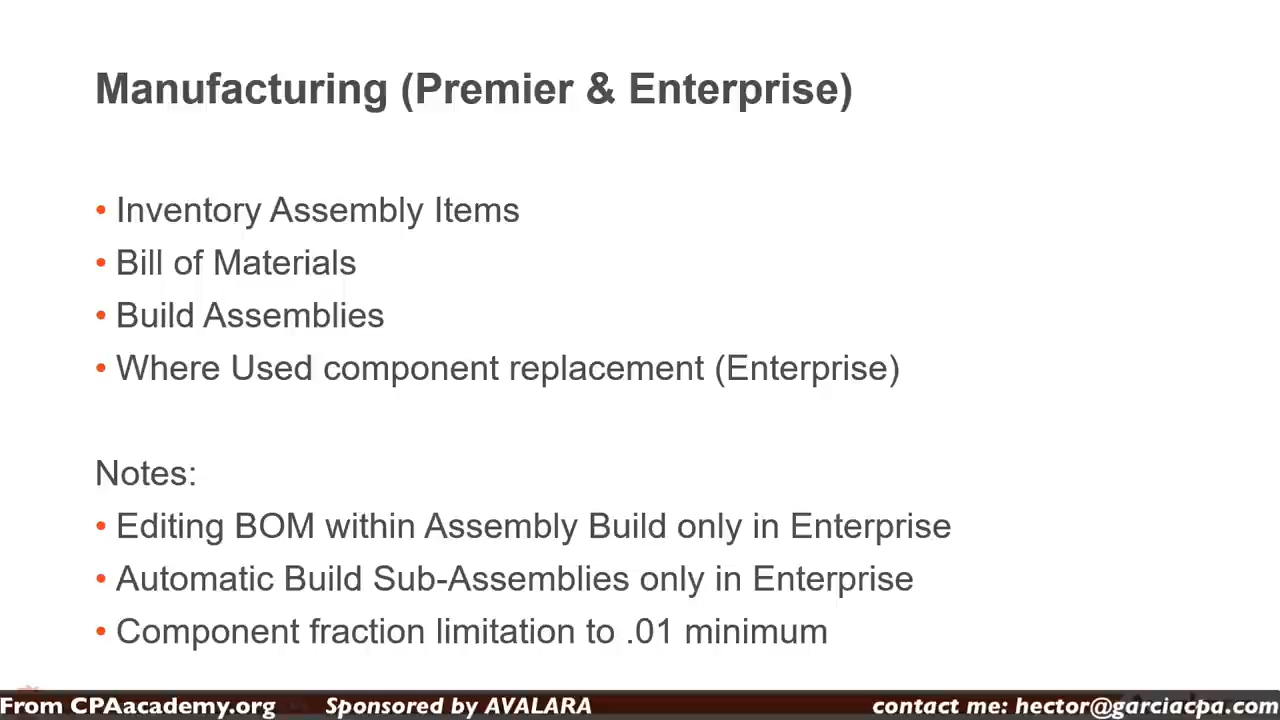 Manufacturing (Premier & Enterprise)
• Inventory Assembly Items
• Bill of Materials
• Build Assemblies
• Where Used component replacement (Enterprise)
Notes:
• Editing BOM within Assembly Build only in Enterprise
• Automatic Build Sub-Assemblies only in Enterprise
• Component fraction limitation to .01 minimum
From CPAacademy.org Sponsored by AVALARA contact me: hector@garciacpa.com